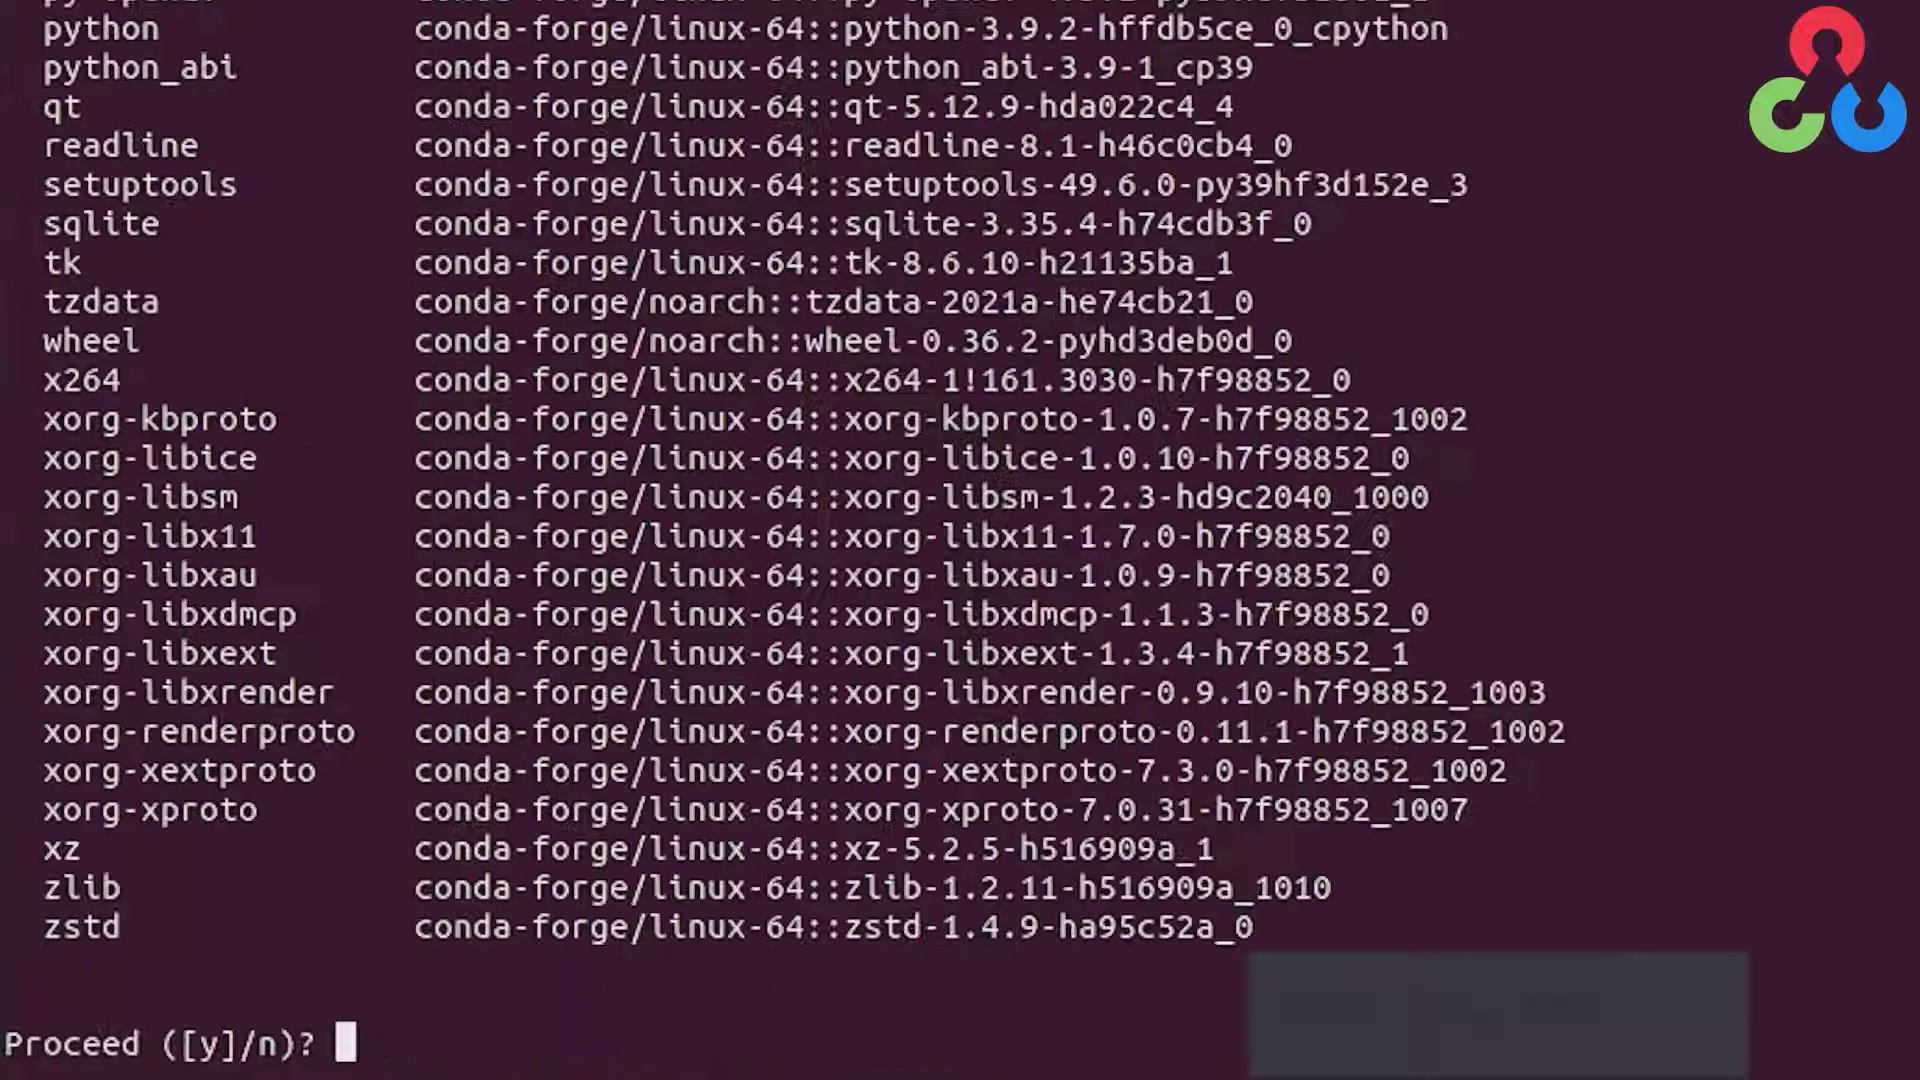 python conda-forge/linux-64::python-3.9.2-hffdb5ce_0_cpython
python_abi conda-forge/linux-64::python_abi-3.9-1_cp39
qt conda-forge/linux-64::qt-5.12.9-hda022c4_4
readline conda-forge/linux-64::readline-8.1-h46c0cb4_0
setuptools conda-forge/linux-64::setuptools-49.6.0-py39hf3d152e_3
sqlite conda-forge/linux-64::sqlite-3.35.4-h74cdb3f_0
tk conda-forge/linux-64::tk-8.6.10-h21135ba_1
tzdata conda-forge/noarch::tzdata-2021a-he74cb21_0
wheel conda-forge/noarch::wheel-0.36.2-pyhd3deb0d_0
x264 conda-forge/linux-64::x264-1!161.3030-h7f98852_0
xorg-kbproto conda-forge/linux-64::xorg-kbproto-1.0.7-h7f98852_1002
xorg-libice conda-forge/linux-64::xorg-libice-1.0.10-h7f98852_0
xorg-libsm conda-forge/linux-64::xorg-libsm-1.2.3-hd9c2040_1000
xorg-libx11 conda-forge/linux-64::xorg-libx11-1.7.0-h7f98852_0
xorg-libxau conda-forge/linux-64::xorg-libxau-1.0.9-h7f98852_0
xorg-libxdmcp conda-forge/linux-64::xorg-libxdmcp-1.1.3-h7f98852_0
xorg-libxext conda-forge/linux-64::xorg-libxext-1.3.4-h7f98852_1
xorg-libxrender conda-forge/linux-64::xorg-libxrender-0.9.10-h7f98852_1003
xorg-renderproto conda-forge/linux-64::xorg-renderproto-0.11.1-h7f98852_1002
xorg-xextproto conda-forge/linux-64::xorg-xextproto-7.3.0-h7f98852_1002
xorg-xproto conda-forge/linux-64::xorg-xproto-7.0.31-h7f98852_1007
xz conda-forge/linux-64::xz-5.2.5-h516909a_1
zlib conda-forge/linux-64::zlib-1.2.11-h516909a_1010
zstd conda-forge/linux-64::zstd-1.4.9-ha95c52a_0
Proceed ([y]/n)?